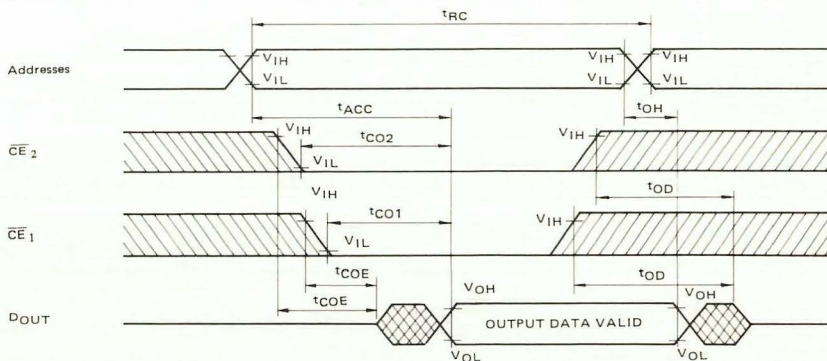 tRC
Addresses
VIH
VIL
VIH
VIH
VIL
VIL
tACC
tOH
CE2
VIH
tCO2
VIL
VIH
VIH
tOD
CE1
tCO1
VIL
VIH
tCOE
tOD
tCOE
DOUT
VOH
OUTPUT DATA VALID
VOH
VOL
VOL